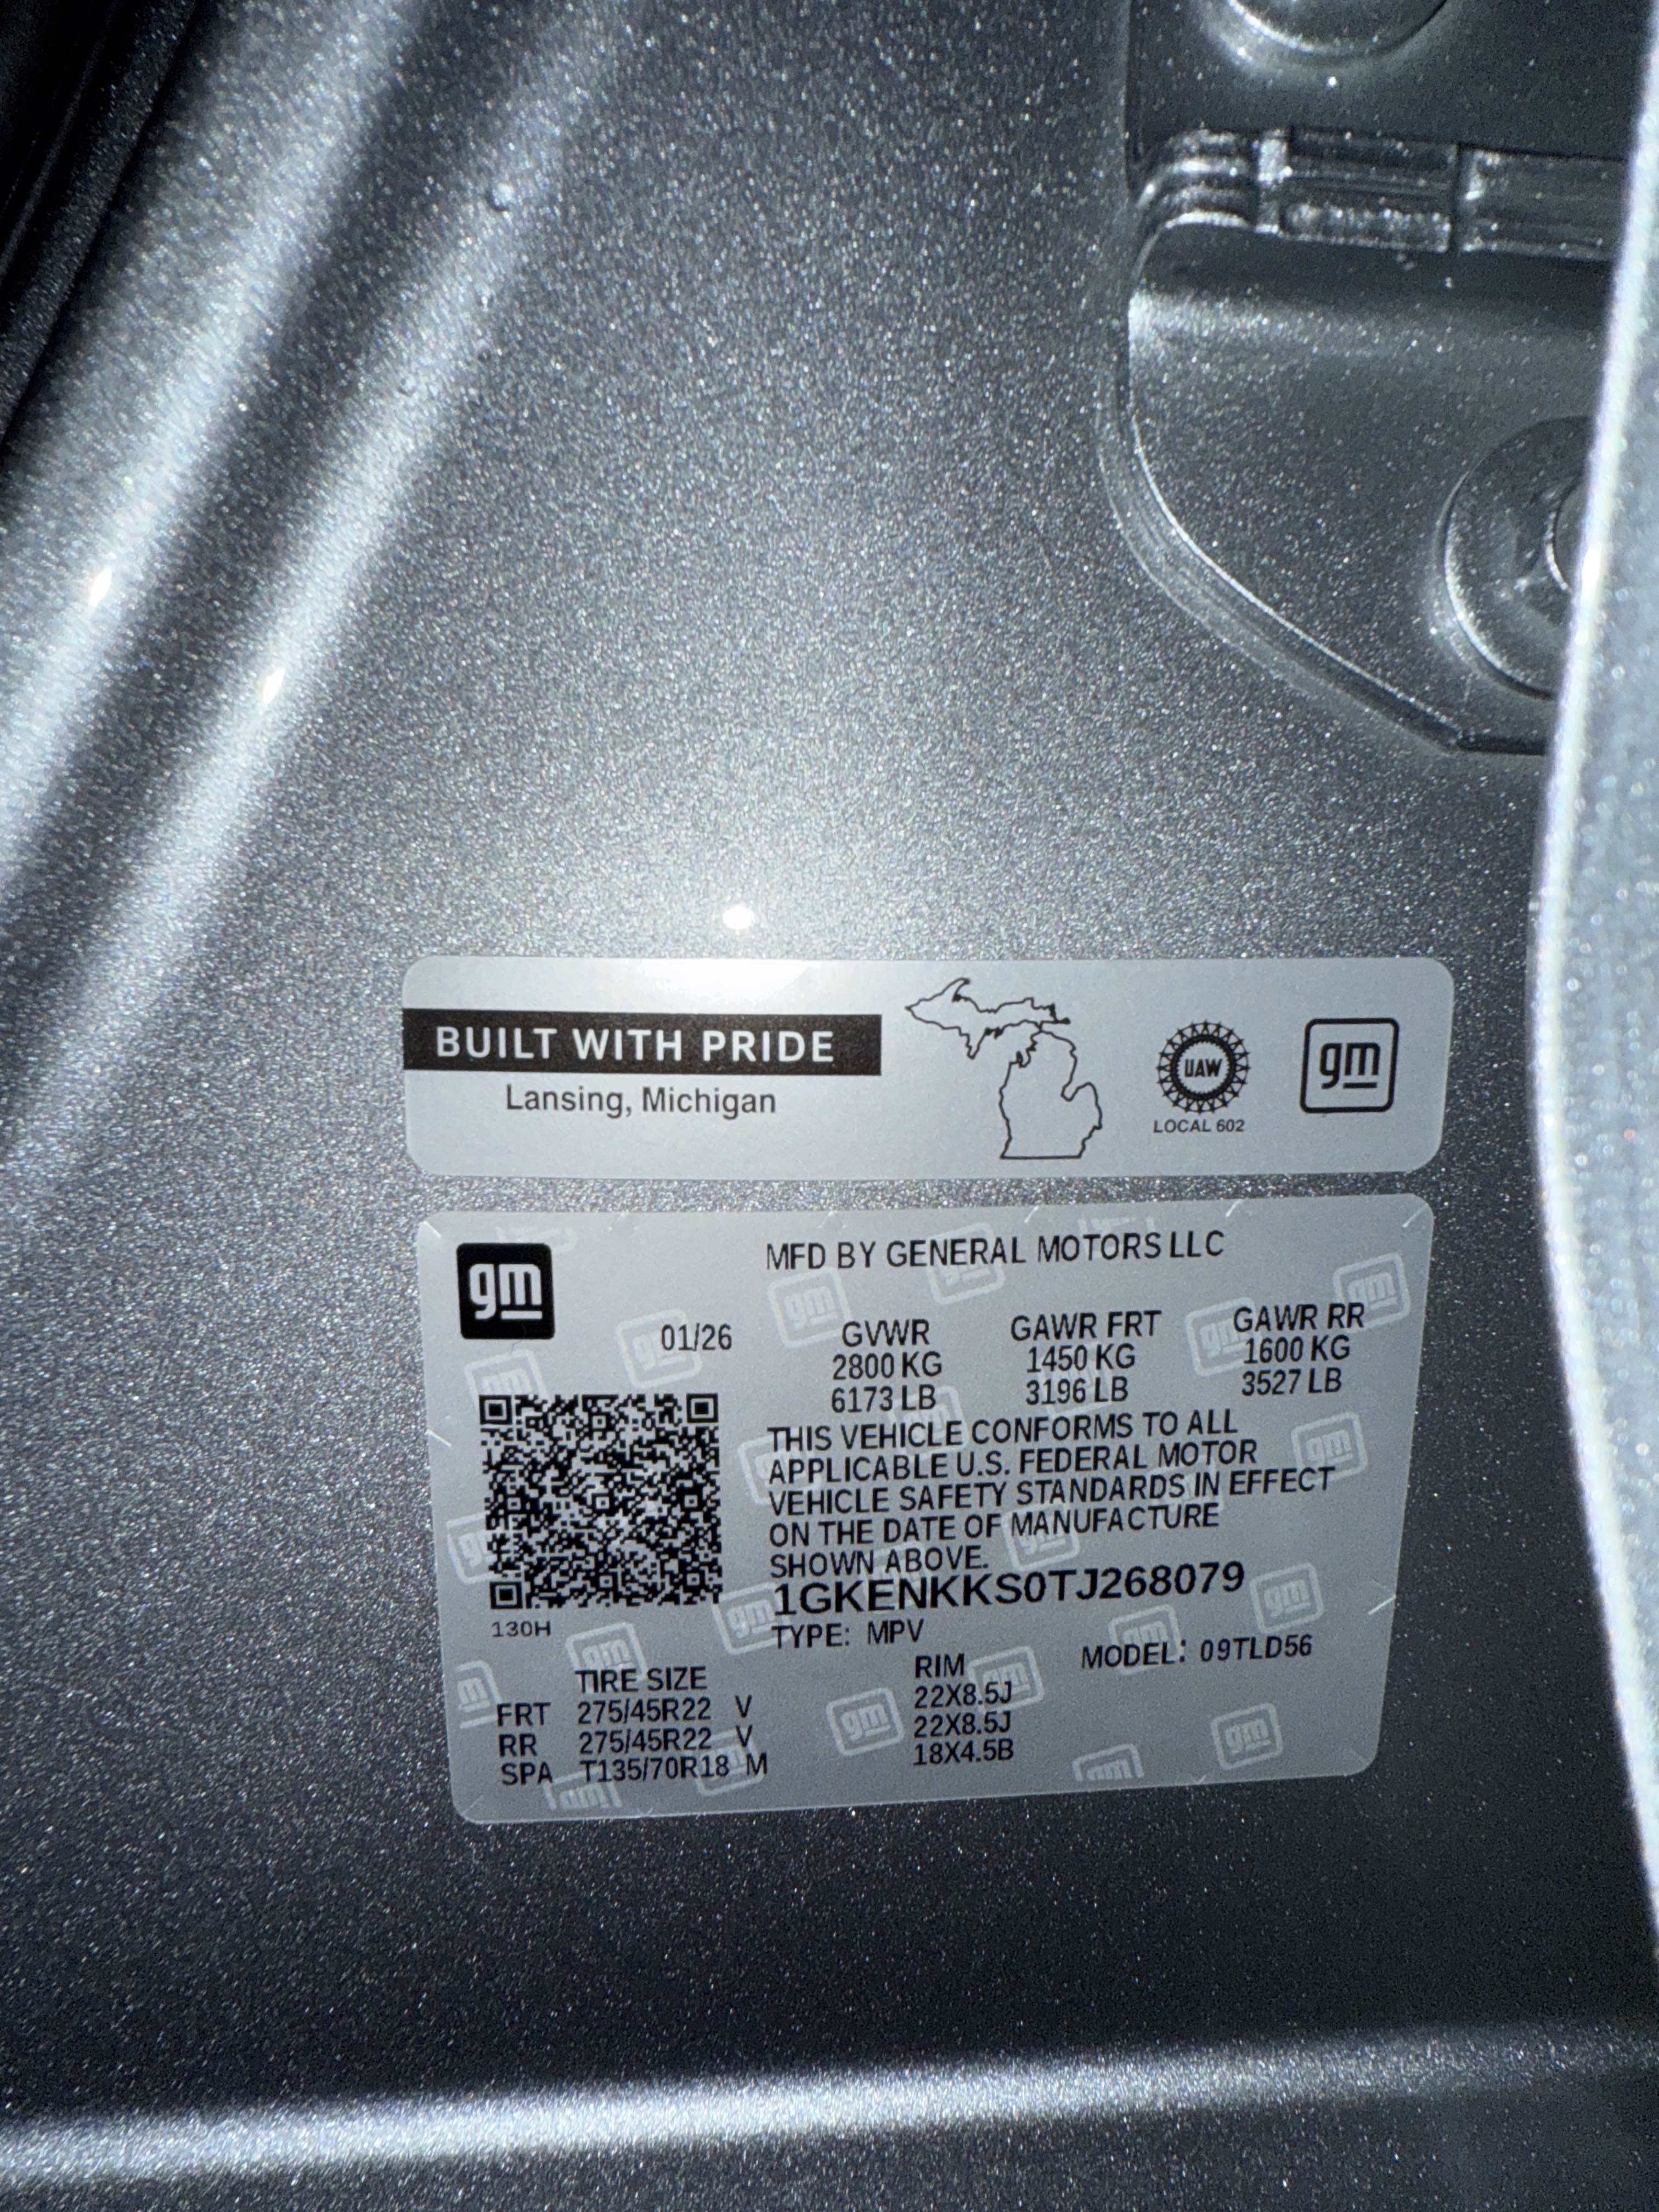 BUILT WITH PRIDE
Lansing, Michigan
UAW
LOCAL 602
gm
gm
MFD BY GENERAL MOTORS LLC
01/26 GVWR GAWR FRT GAWR RR
2800 KG 1450 KG 1600 KG
6173 LB 3196 LB 3527 LB
THIS VEHICLE CONFORMS TO ALL
APPLICABLE U.S. FEDERAL MOTOR
VEHICLE SAFETY STANDARDS IN EFFECT
ON THE DATE OF MANUFACTURE
SHOWN ABOVE.
1GKENKKS0TJ268079
130H
TYPE: MPV
MODEL: 09TLD56
TIRE SIZE RIM
FRT 275/45R22 V 22X8.5J
RR 275/45R22 V 22X8.5J
SPA T135/70R18 M 18X4.5B